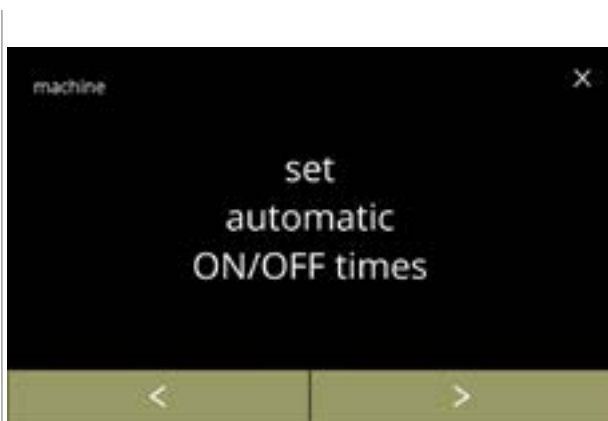 machine
×
set
automatic
ON/OFF times
< >